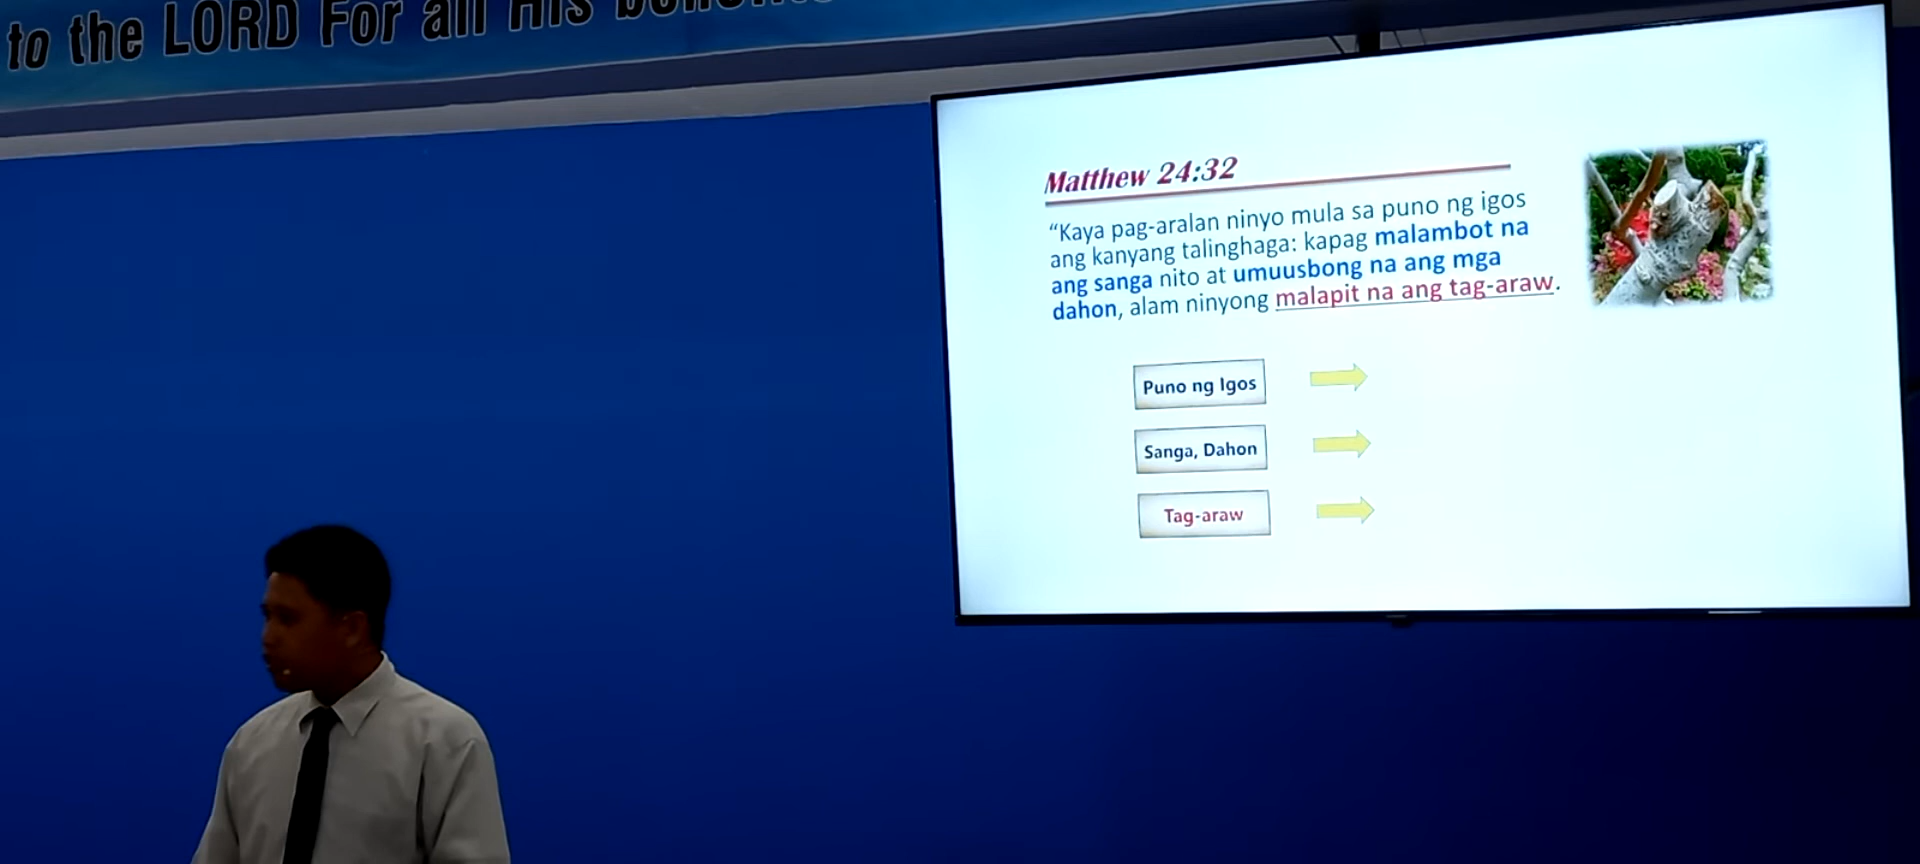 to the LORD For all His
Matthew 24:32
“Kaya pag-aralan ninyo mula sa puno ng igos
ang kanyang talinghaga: kapag malambot na
ang sanga nito at umuusbong na ang mga
dahon, alam ninyong malapit na ang tag-araw.
Puno ng Igos
Sanga, Dahon
Tag-araw